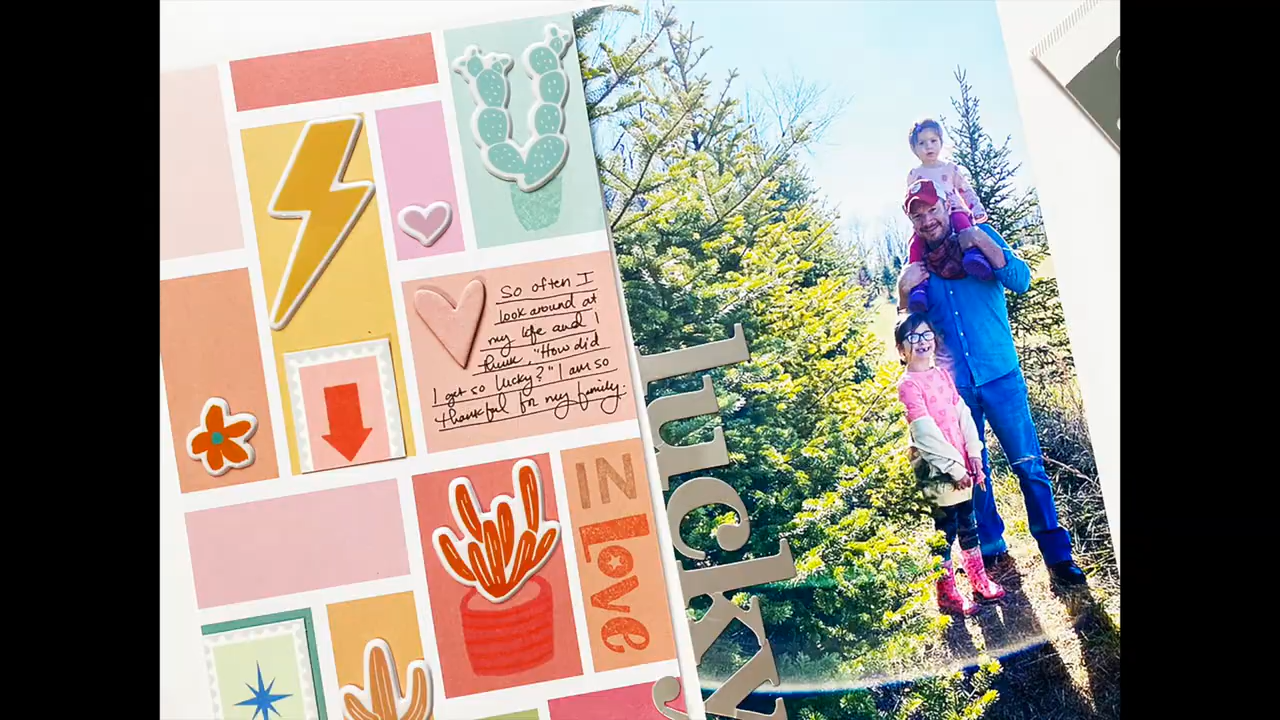 So often I
look around at
my life and I
think, "How did
I get so lucky?" I am so
thankful for my family.
IN
Love
lucky